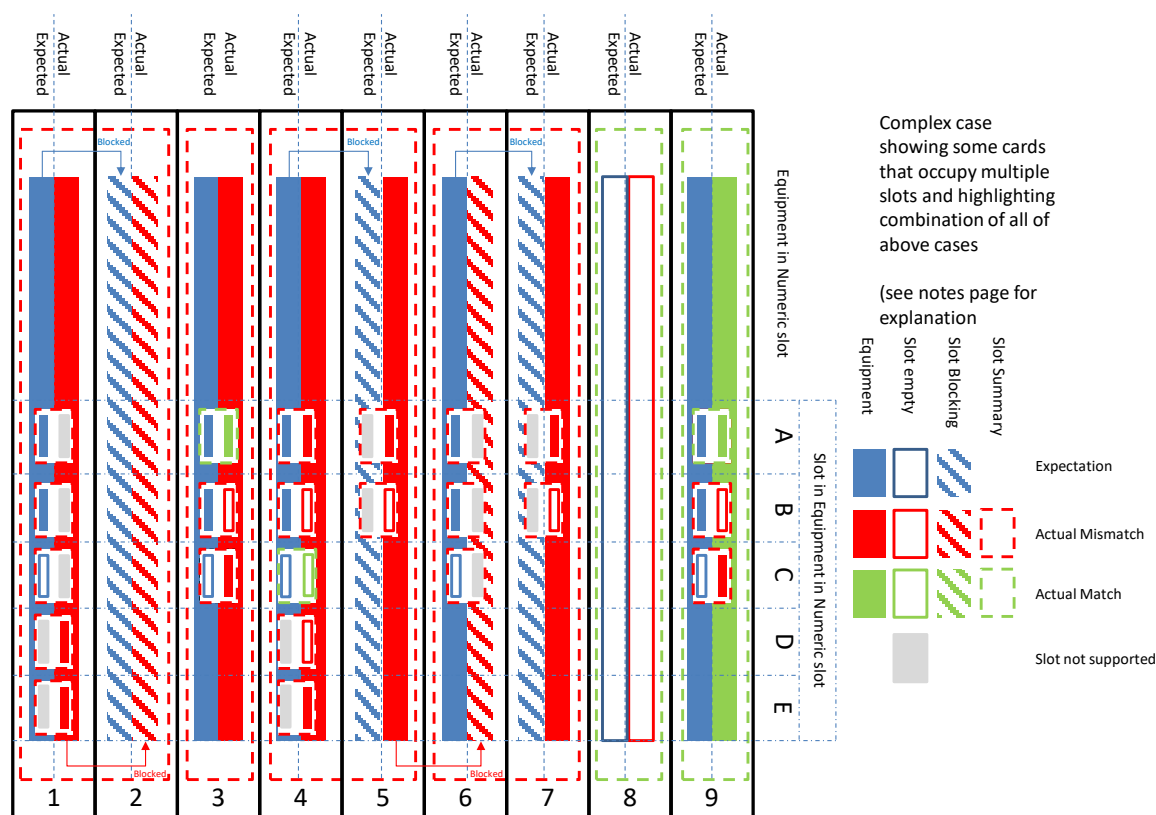 Expected
Actual
Expected
Actual
Expected
Actual
Expected
Actual
Expected
Actual
Expected
Actual
Expected
Actual
Expected
Actual
Expected
Actual
Blocked
Blocked
Blocked
Equipment in Numeric slot
A
B
C
D
E
Slot in Equipment in Numeric slot
Blocked
Blocked
1
2
3
4
5
6
7
8
9
Complex case
showing some cards
that occupy multiple
slots and highlighting
combination of all of
above cases
(see notes page for
explanation
Equipment
Slot empty
Slot Blocking
Slot Summary
Expectation
Actual Mismatch
Actual Match
Slot not supported